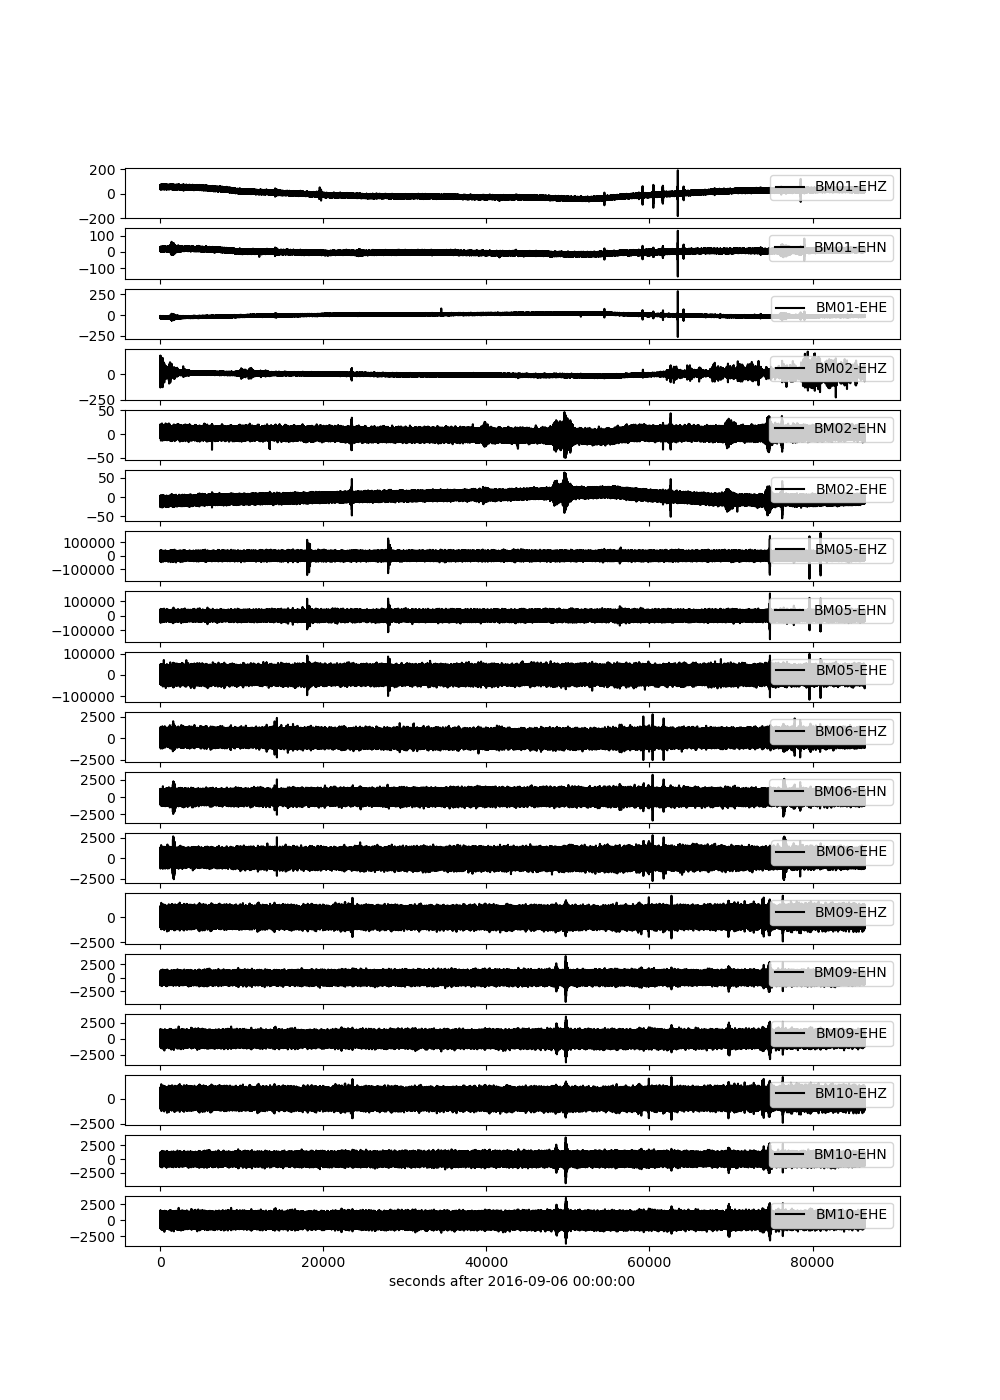 200
0
−200
BM01-EHZ
100
0
−100
BM01-EHN
250
0
−250
BM01-EHE
0
−250
BM02-EHZ
50
0
−50
BM02-EHN
50
0
−50
BM02-EHE
100000
0
−100000
BM05-EHZ
100000
0
−100000
BM05-EHN
100000
0
−100000
BM05-EHE
2500
0
−2500
BM06-EHZ
2500
0
−2500
BM06-EHN
2500
0
−2500
BM06-EHE
0
−2500
BM09-EHZ
2500
0
−2500
BM09-EHN
2500
0
−2500
BM09-EHE
0
−2500
BM10-EHZ
2500
0
−2500
BM10-EHN
2500
0
−2500
BM10-EHE
0 20000 40000 60000 80000
seconds after 2016-09-06 00:00:00